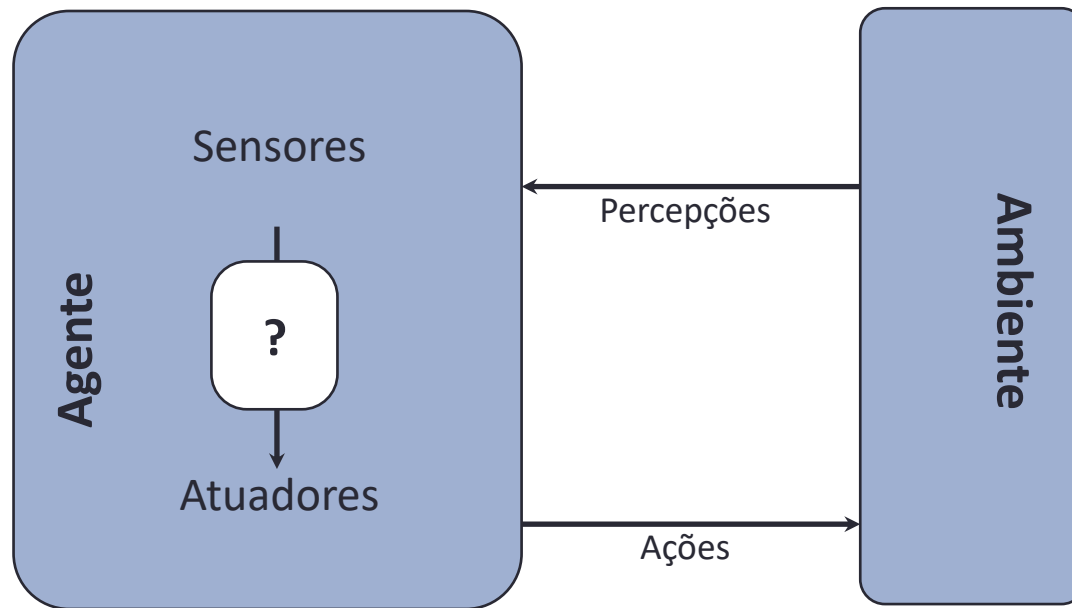 Sensores
Percepções
Agente
?
Ambiente
Atuadores
Ações